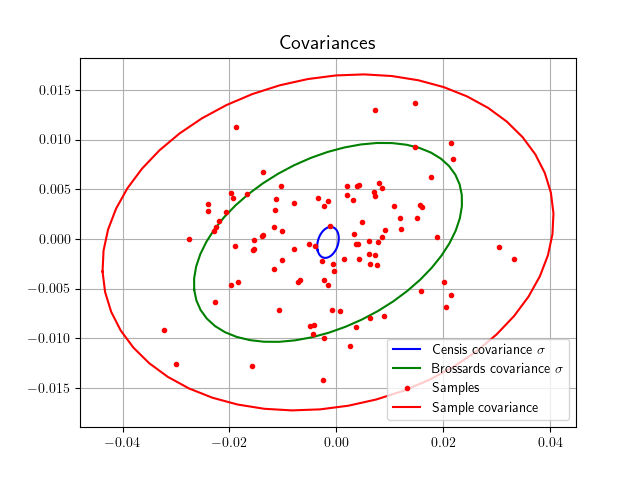 Covariances
0.015
0.010
0.005
0.000
−0.005
−0.010
−0.015
−0.04
−0.02
0.00
0.02
0.04
Censis covariance σ
Brossards covariance σ
Samples
Sample covariance